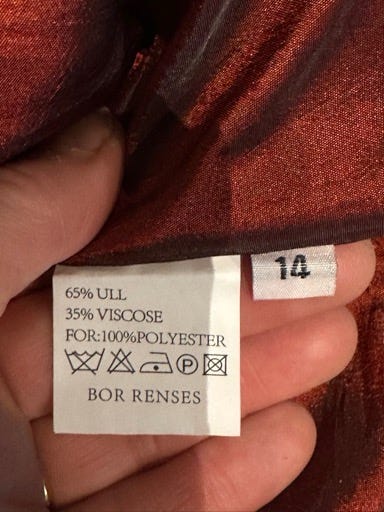 14
65% ULL
35% VISCOSE
FOR:100%POLYESTER
P
BOR RENSES